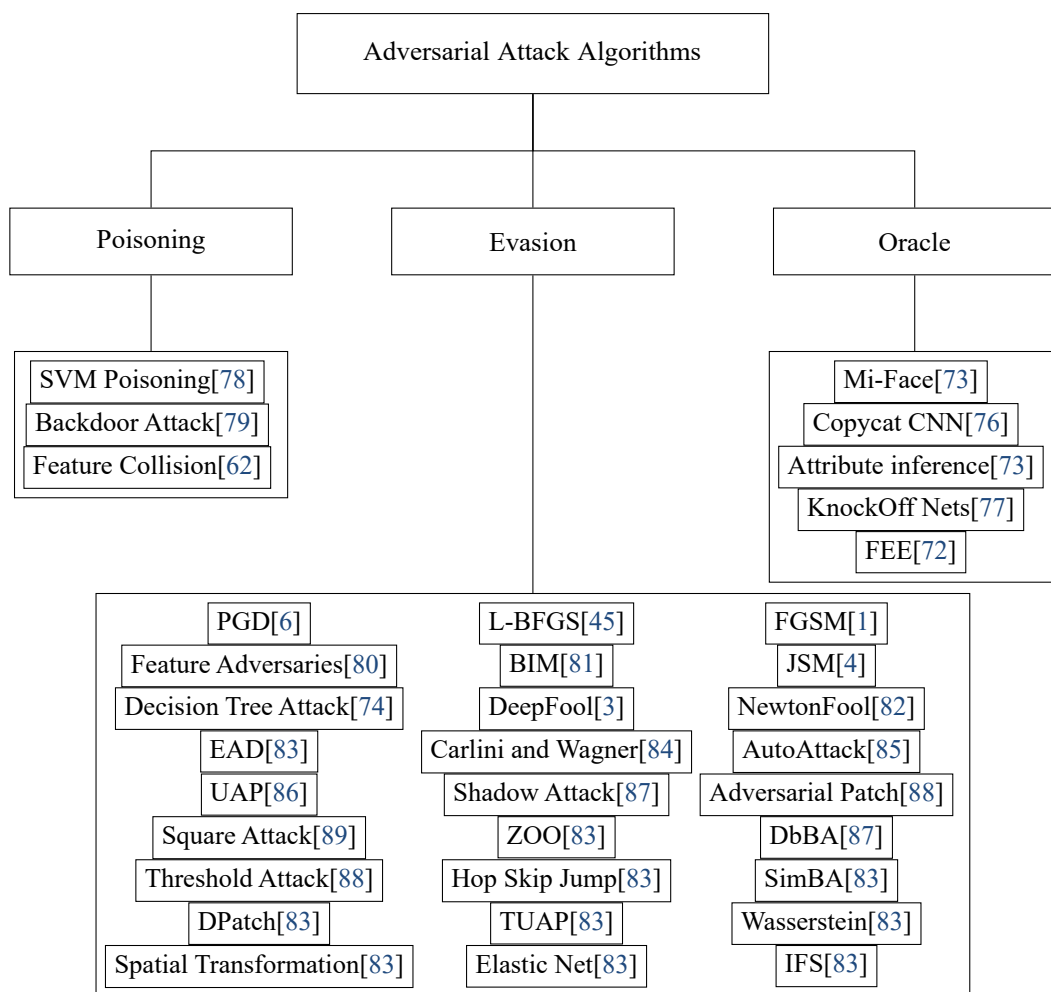 Adversarial Attack Algorithms
Poisoning
Evasion
Oracle
SVM Poisoning[78]
Backdoor Attack[79]
Feature Collision[62]
Mi-Face[73]
Copycat CNN[76]
Attribute inference[73]
KnockOff Nets[77]
FEE[72]
PGD[6]
L-BFGS[45]
FGSM[1]
Feature Adversaries[80]
BIM[81]
JSM[4]
Decision Tree Attack[74]
DeepFool[3]
NewtonFool[82]
EAD[83]
Carlini and Wagner[84]
AutoAttack[85]
UAP[86]
Shadow Attack[87]
Adversarial Patch[88]
Square Attack[89]
ZOO[83]
DbBA[87]
Threshold Attack[88]
Hop Skip Jump[83]
SimBA[83]
DPatch[83]
TUAP[83]
Wasserstein[83]
Spatial Transformation[83]
Elastic Net[83]
IFS[83]